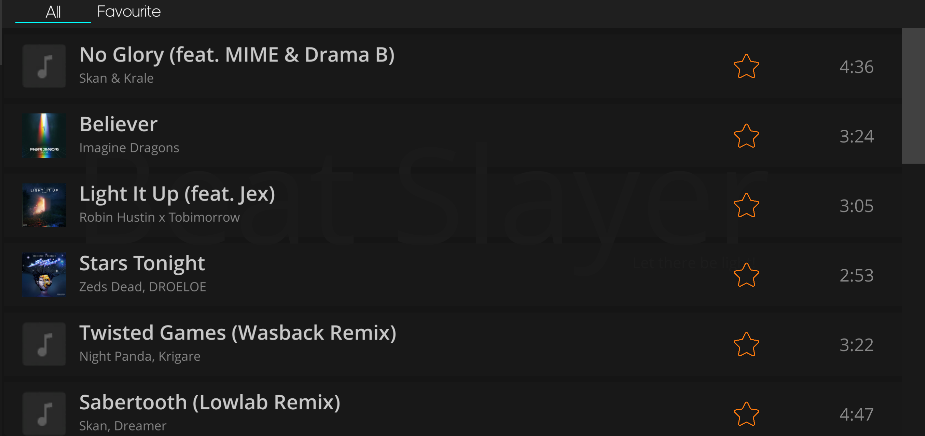 All Favourite
No Glory (feat. MIME & Drama B)
Skan & Krale
4:36
Believer
Imagine Dragons
3:24
Beat Slayer
Light It Up (feat. Jex)
Robin Hustin x Tobimorrow
3:05
Stars Tonight
Zeds Dead, DROELOE
2:53
Twisted Games (Wasback Remix)
Night Panda, Krigare
3:22
Sabertooth (Lowlab Remix)
Skan, Dreamer
4:47